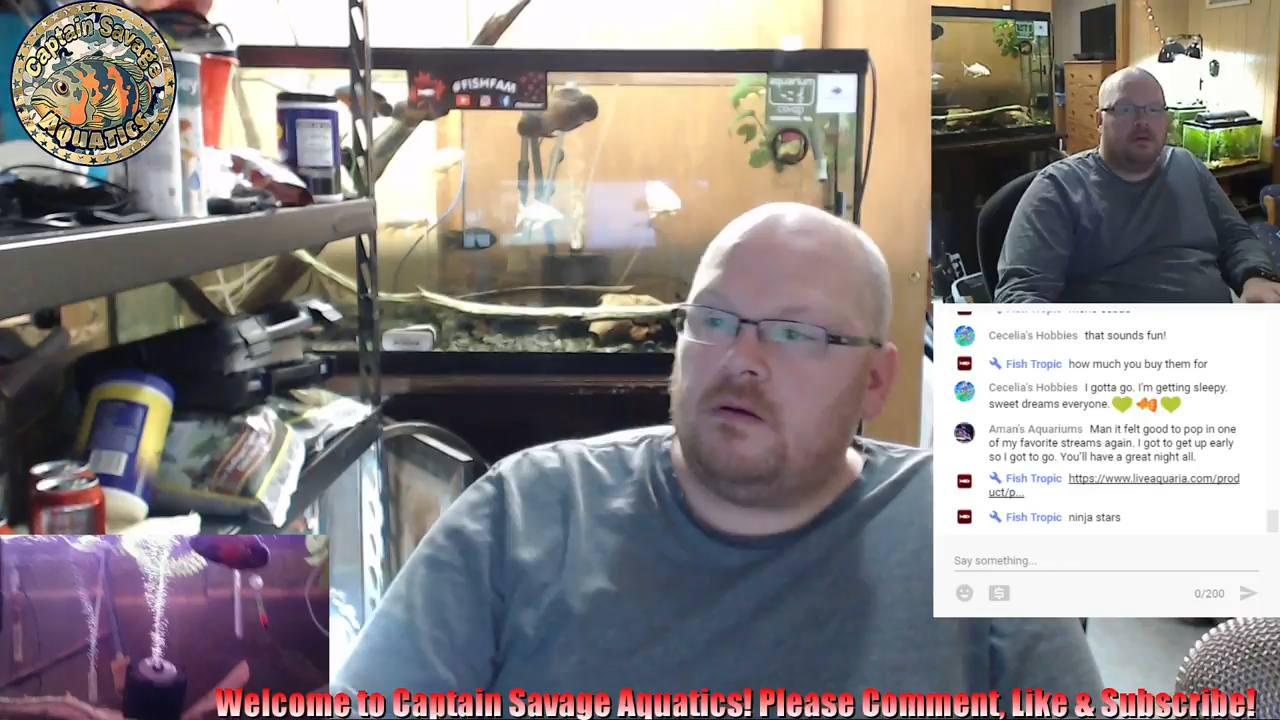 Captain Savage
AQUATICS
#FISHFAM
aquarium
CO-OP
Cecelia's Hobbies that sounds fun!
Fish Tropic how much you buy them for
Cecelia's Hobbies I gotta go. I'm getting sleepy.
sweet dreams everyone.
Aman's Aquariums Man it felt good to pop in one
of my favorite streams again. I got to get up early
so I got to go. You'll have a great night all.
Fish Tropic https://www.liveaquaria.com/prod
uct/p...
Fish Tropic ninja stars
Say something...
0/200
Welcome to Captain Savage Aquatics! Please Comment, Like & Subscribe!